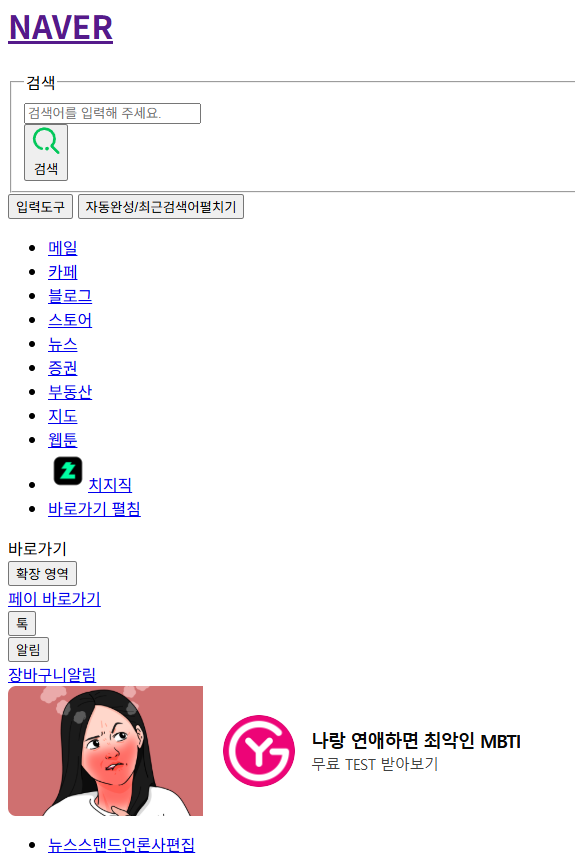 NAVER
검색
검색어를 입력해 주세요.
검색
입력도구 자동완성/최근검색어펼치기
메일
카페
블로그
스토어
뉴스
증권
부동산
지도
웹툰
치지직
바로가기 펼침
바로가기
확장 영역
페이 바로가기
톡
알림
장바구니알림
나랑 연애하면 최악인 MBTI
무료 TEST 받아보기
뉴스스탠드언론사편집